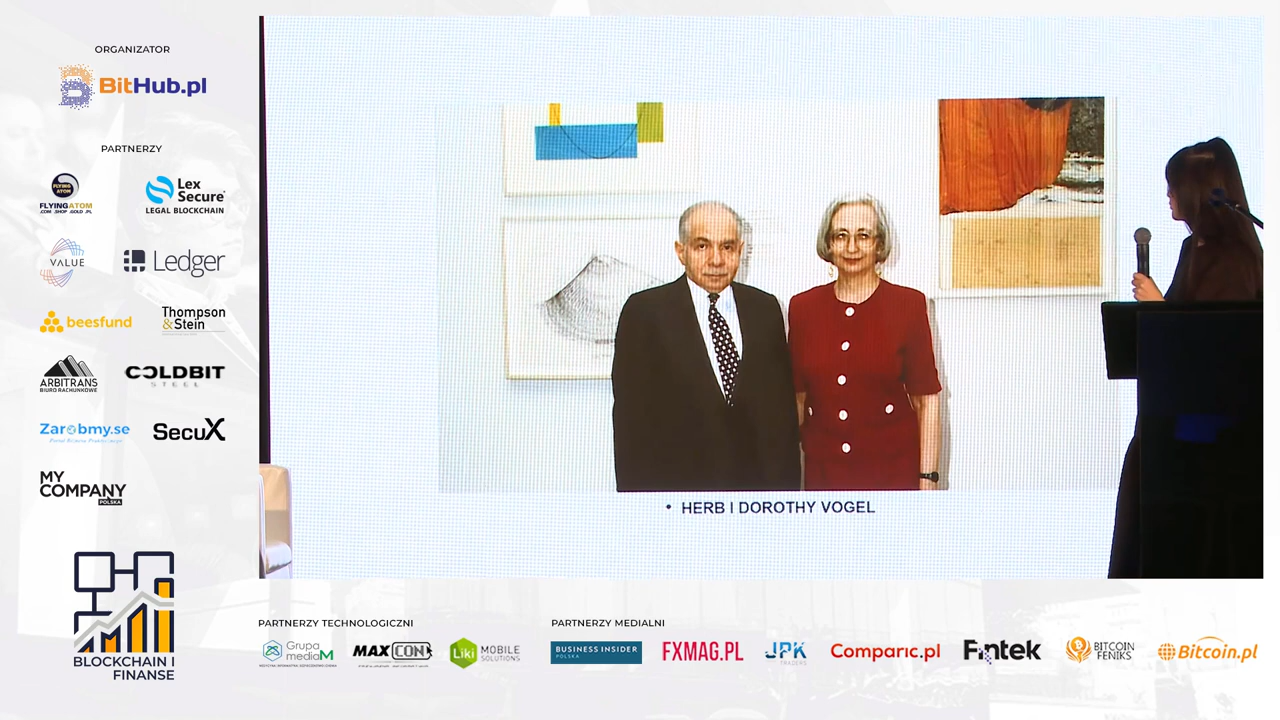 ORGANIZATOR
BitHub.pl
PARTNERZY
FLYING ATOM
FLYINGATOM
.COM .SHOP .GOLD .PL
Lex
Secure
LEGAL BLOCKCHAIN
VALUE
Ledger
beesfund
Thompson
&Stein
ARBITRANS
BIURO RACHUNKOWE
COLDBIT
STEEL
Zarobmy.se
SecuX
MY
COMPANY
POLSKA
BLOCKCHAIN I
FINANSE
• HERB I DOROTHY VOGEL
PARTNERZY TECHNOLOGICZNI
Grupa
mediaM
MAXCON
Liki MOBILE
SOLUTIONS
PARTNERZY MEDIALNI
BUSINESS INSIDER
POLSKA
FXMAG.PL
JPK
TRADERS
Comparic.pl
Fintek
BITCOIN
FENIKS
Bitcoin.pl